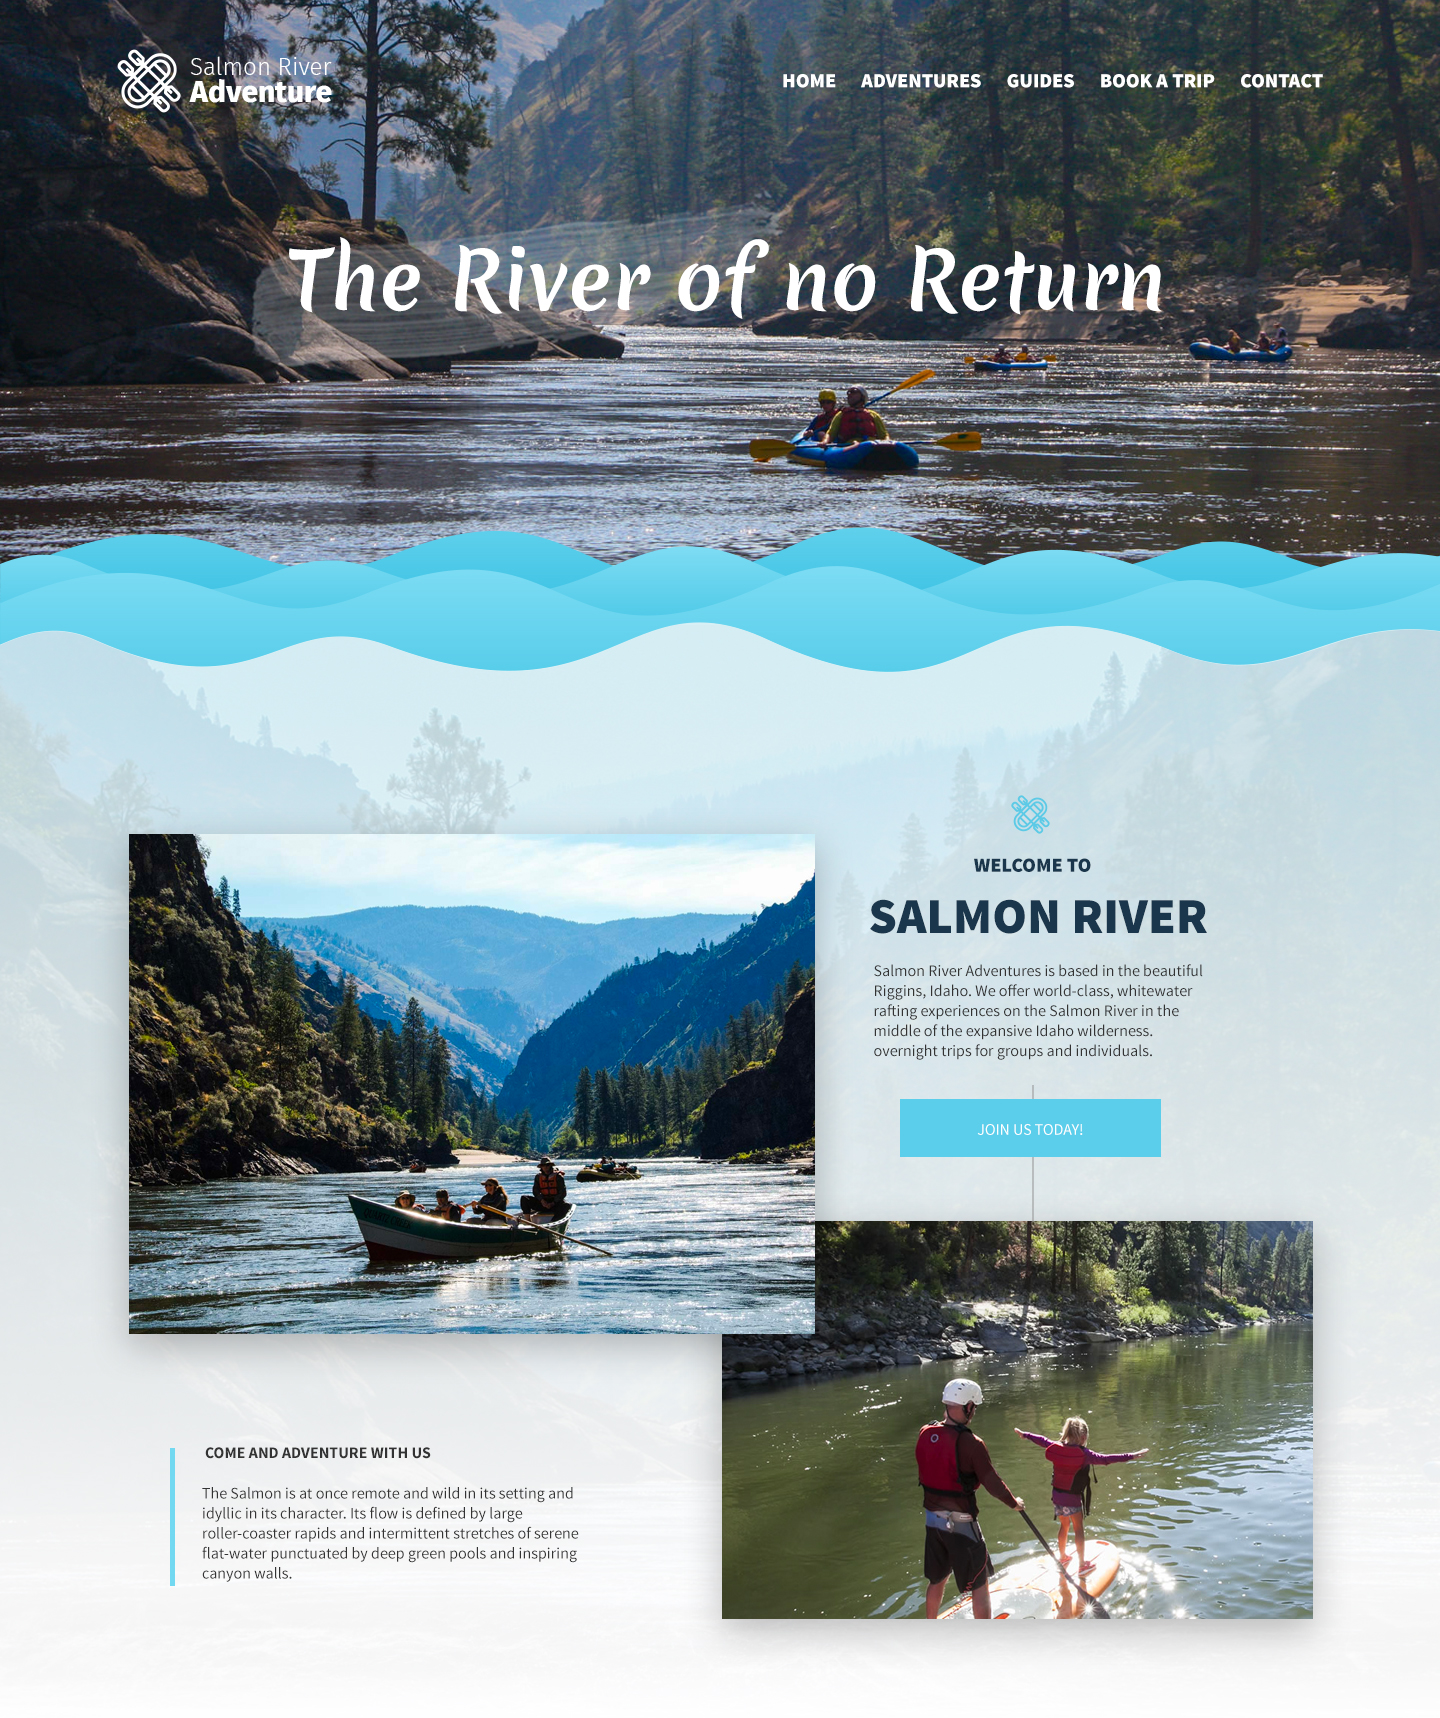 Salmon River
Adventure
HOME ADVENTURES GUIDES BOOK A TRIP CONTACT
The River of no Return
WELCOME TO
SALMON RIVER
Salmon River Adventures is based in the beautiful
Riggins, Idaho. We offer world-class, whitewater
rafting experiences on the Salmon River in the
middle of the expansive Idaho wilderness.
overnight trips for groups and individuals.
JOIN US TODAY!
COME AND ADVENTURE WITH US
The Salmon is at once remote and wild in its setting and
idyllic in its character. Its flow is defined by large
roller-coaster rapids and intermittent stretches of serene
flat-water punctuated by deep green pools and inspiring
canyon walls.